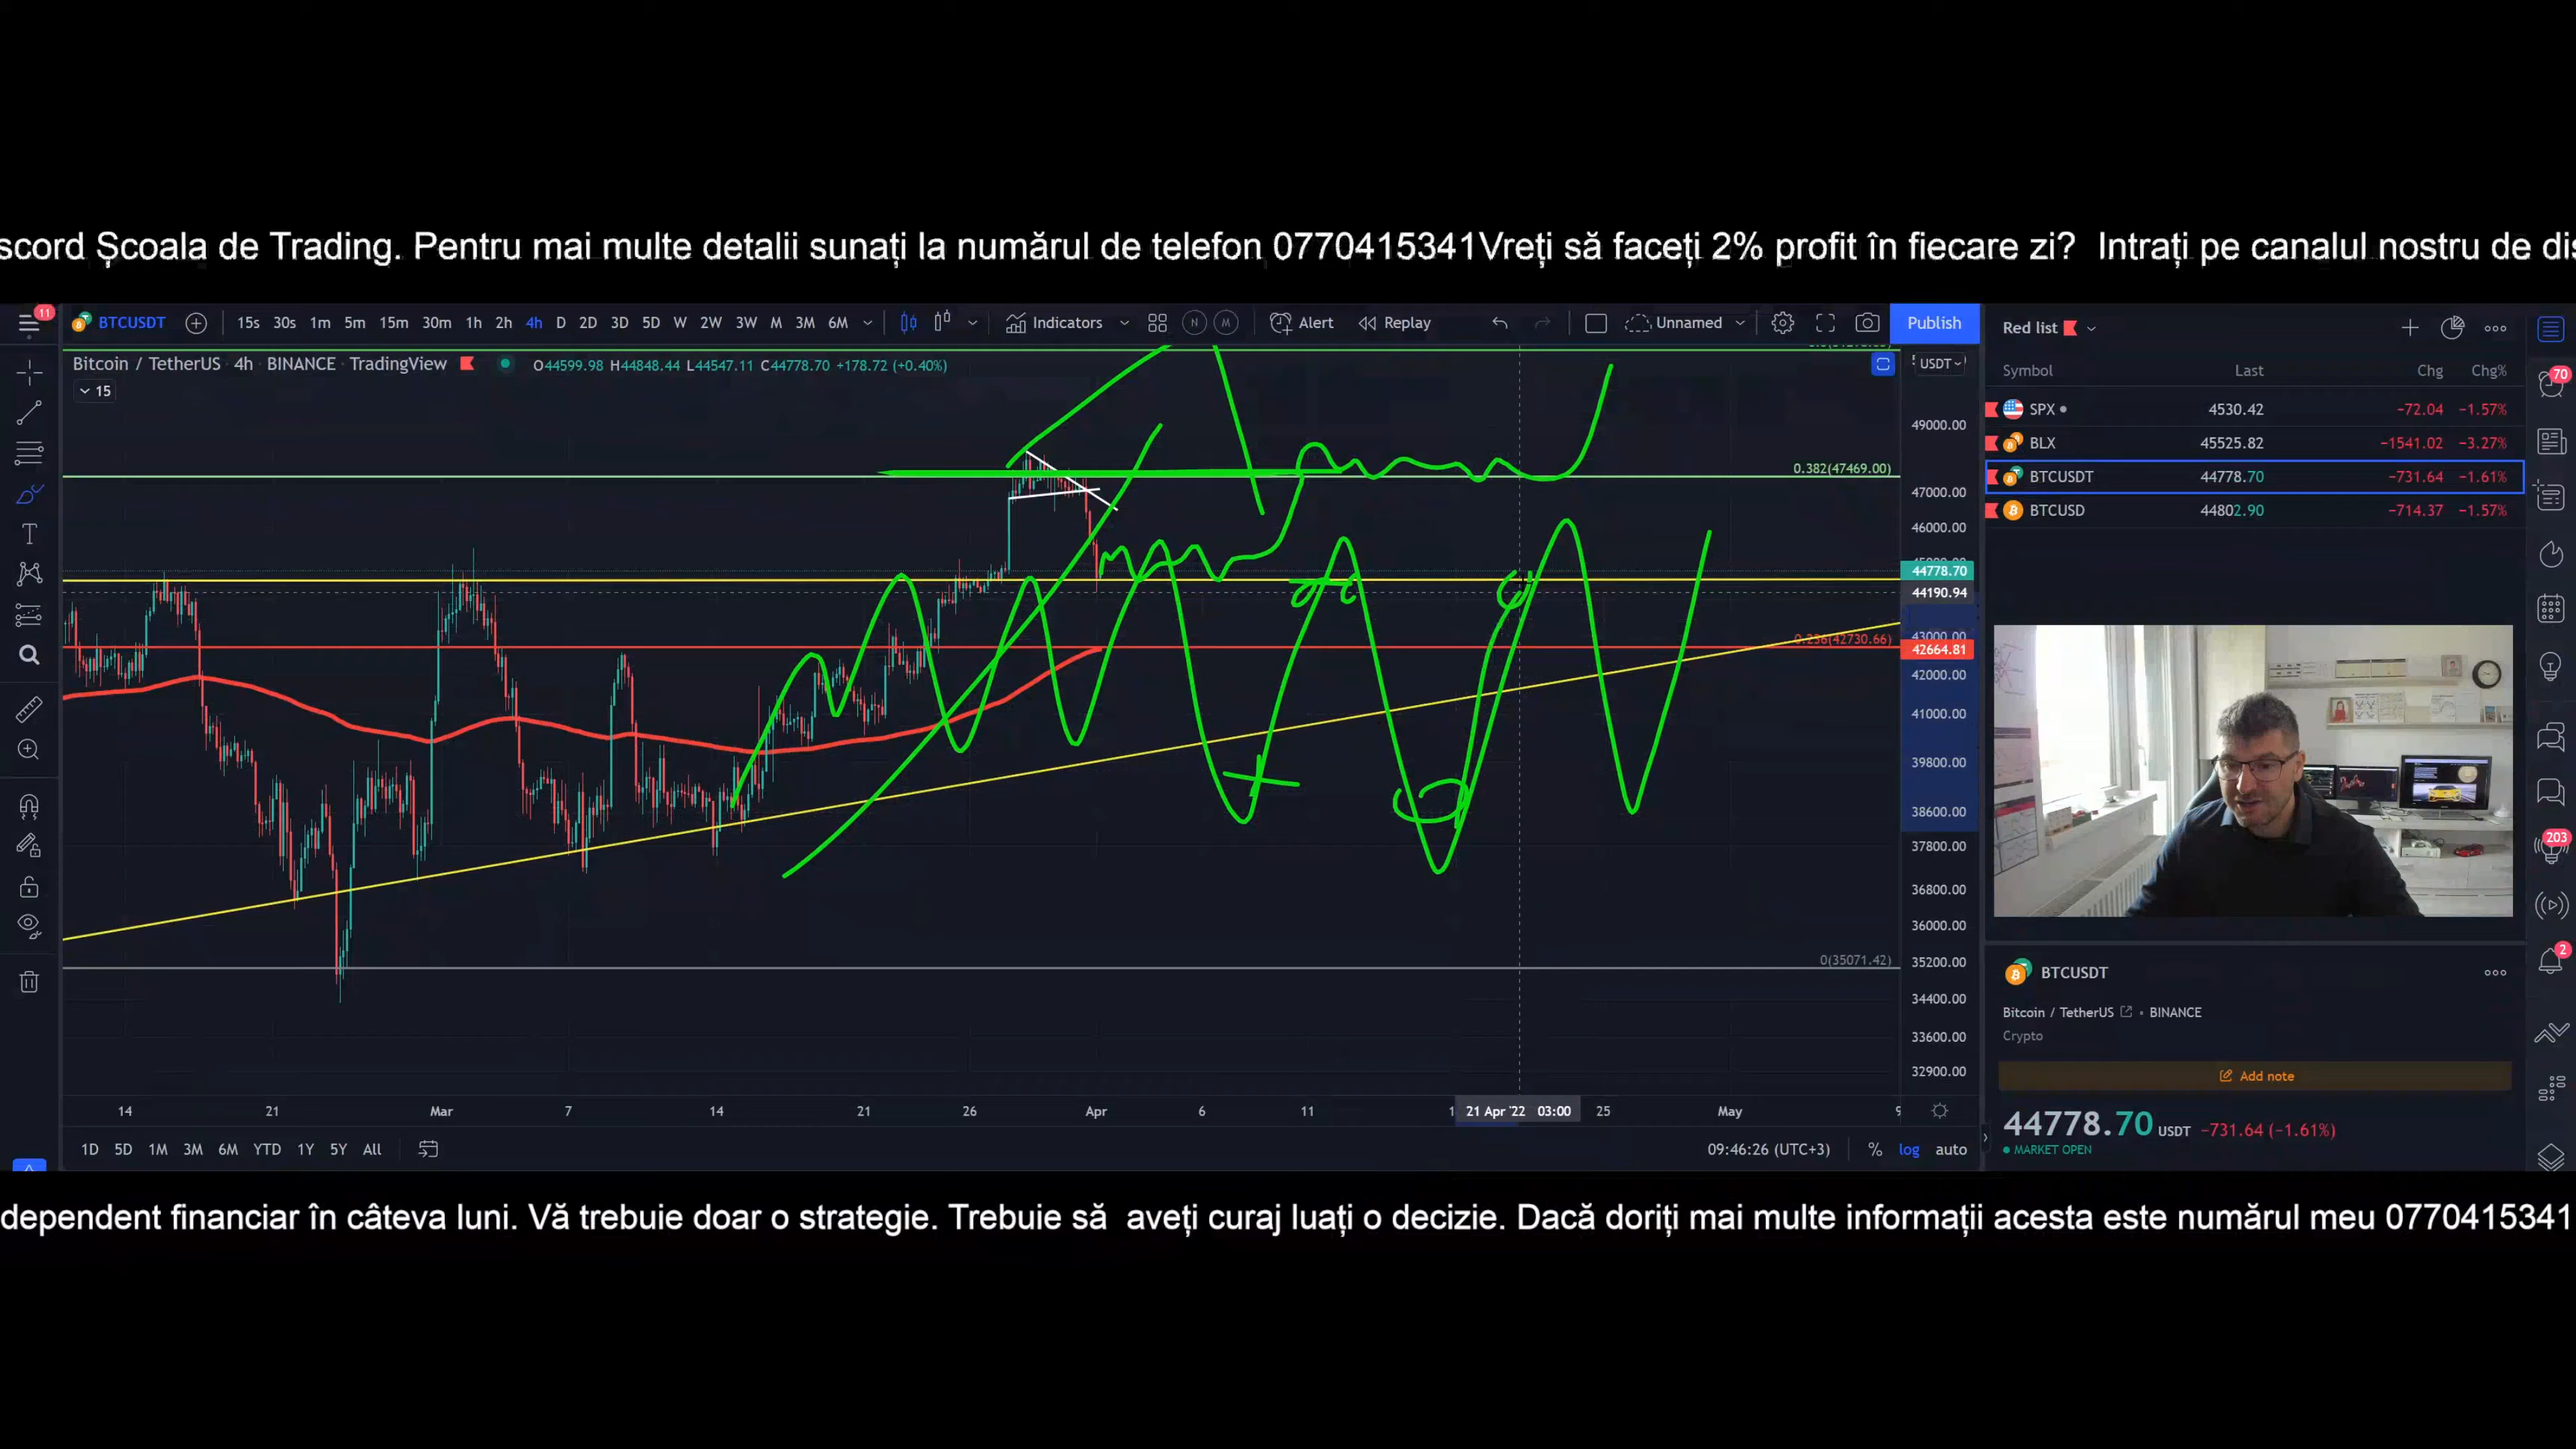 scord Școala de Trading. Pentru mai multe detalii sunați la numărul de telefon 0770415341Vreți să faceți 2% profit în fiecare zi? Intrați pe canalul nostru de dis
11
BTCUSDT 15s 30s 1m 5m 15m 30m 1h 2h 4h D 2D 3D 5D W 2W 3W M 3M 6M Indicators N M Alert Replay Unnamed Publish
Bitcoin / TetherUS · 4h · BINANCE · TradingView O44599.98 H44848.44 L44547.11 C44778.70 +178.72 (+0.40%)
USDT
15
49000.00
0.382(47469.00)
47000.00
46000.00
44778.70
44190.94
43000.00
0.236(42730.66)
42664.81
42000.00
41000.00
39800.00
38600.00
37800.00
36800.00
36000.00
0(35071.42)
35200.00
34400.00
33600.00
32900.00
14 21 Mar 7 14 21 26 Apr 6 11 21 Apr '22 03:00 25 May
1D 5D 1M 3M 6M YTD 1Y 5Y All
09:46:26 (UTC+3) % log auto
Red list
Symbol Last Chg Chg%
SPX 4530.42 −72.04 −1.57%
BLX 45525.82 −1541.02 −3.27%
BTCUSDT 44778.70 −731.64 −1.61%
BTCUSD 44802.90 −714.37 −1.57%
70
203
2
BTCUSDT
Bitcoin / TetherUS · BINANCE
Crypto
Add note
44778.70 USDT −731.64 (−1.61%)
MARKET OPEN
dependent financiar în câteva luni. Vă trebuie doar o strategie. Trebuie să aveți curaj luați o decizie. Dacă doriți mai multe informații acesta este numărul meu 0770415341